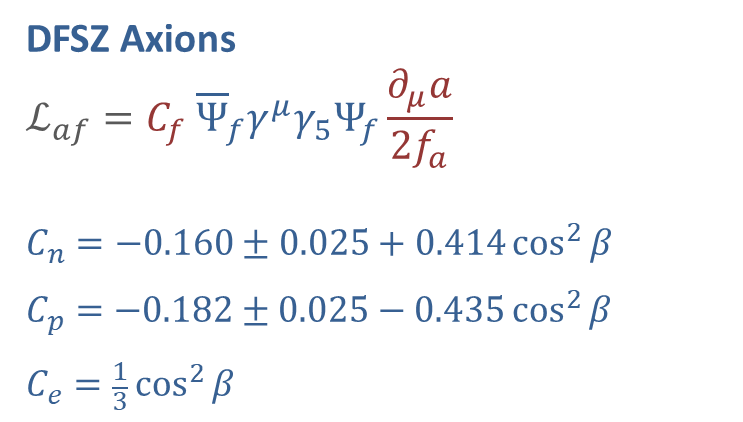 DFSZ Axions
ℒ_af = C_f Ψ̅_f γ^μ γ_5 Ψ_f ∂_μ a / 2f_a
C_n = −0.160 ± 0.025 + 0.414 cos² β
C_p = −0.182 ± 0.025 − 0.435 cos² β
C_e = 1/3 cos² β